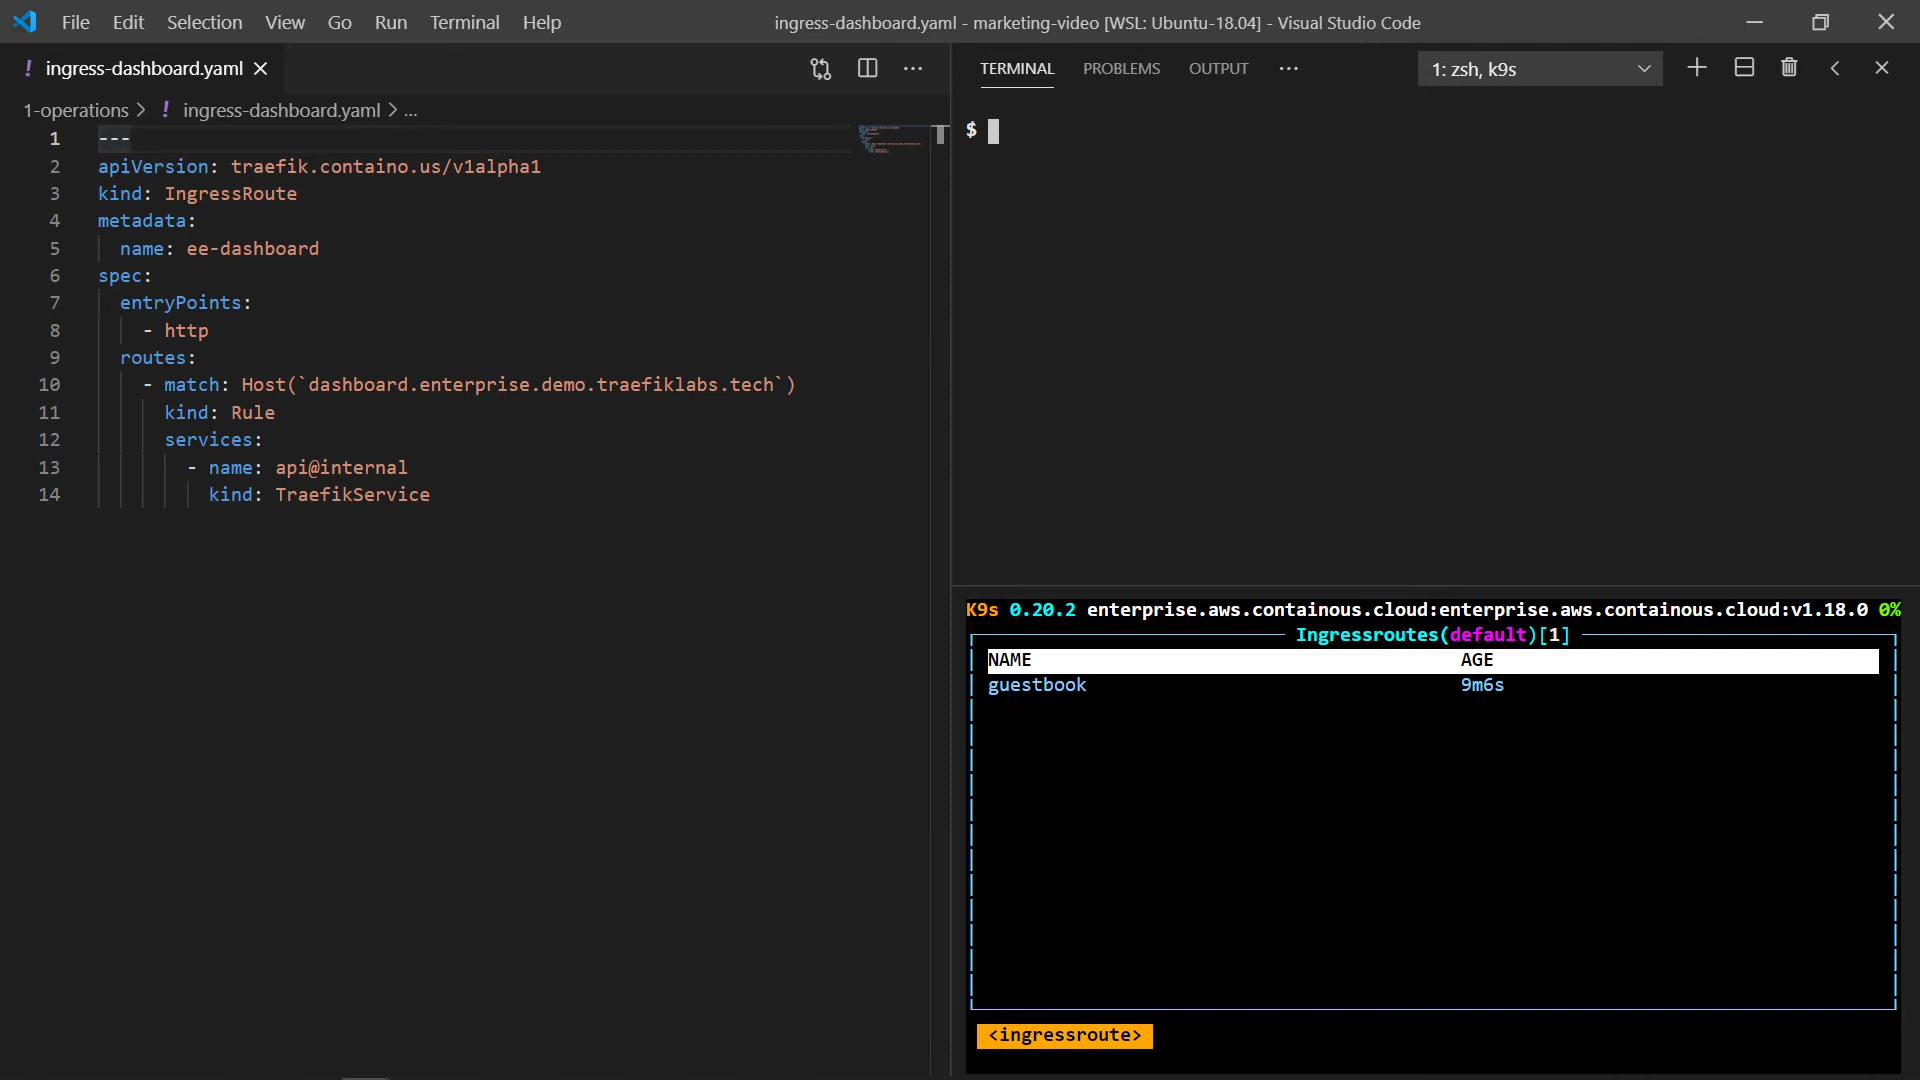 File Edit Selection View Go Run Terminal Help
ingress-dashboard.yaml - marketing-video [WSL: Ubuntu-18.04] - Visual Studio Code
! ingress-dashboard.yaml
1-operations > ! ingress-dashboard.yaml > ...
1 ---
2 apiVersion: traefik.containo.us/v1alpha1
3 kind: IngressRoute
4 metadata:
5 name: ee-dashboard
6 spec:
7 entryPoints:
8 - http
9 routes:
10 - match: Host(`dashboard.enterprise.demo.traefiklabs.tech`)
11 kind: Rule
12 services:
13 - name: api@internal
14 kind: TraefikService
TERMINAL PROBLEMS OUTPUT ...
1: zsh, k9s
$
K9s 0.20.2 enterprise.aws.containous.cloud:enterprise.aws.containous.cloud:v1.18.0 0%
Ingressroutes(default)[1]
NAME AGE
guestbook 9m6s
<ingressroute>